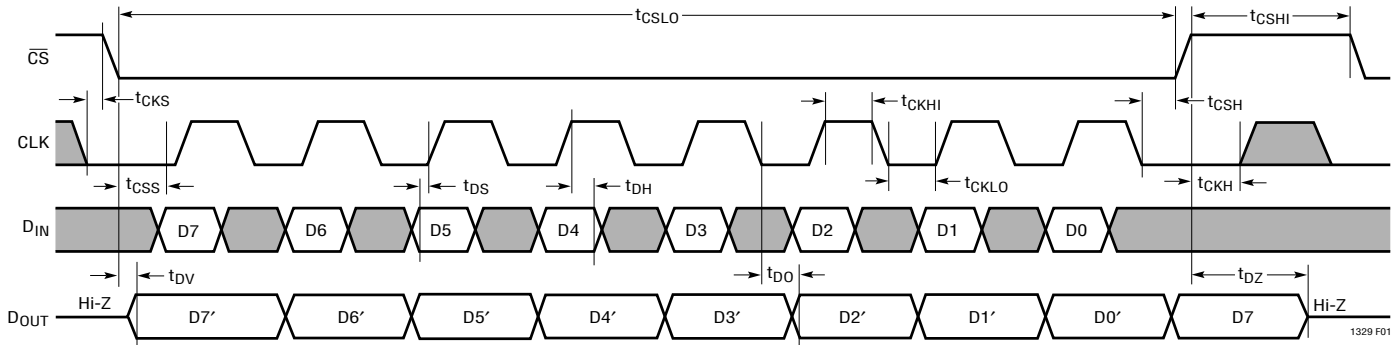 tCSLO tCSHI
CS
tCKS tCKHI tCSH
CLK
tCSS tDS tDH tCKLO tCKH
DIN D7 D6 D5 D4 D3 D2 D1 D0
tDV tDO tDZ
DOUT Hi-Z D7′ D6′ D5′ D4′ D3′ D2′ D1′ D0′ D7 Hi-Z
1329 F01